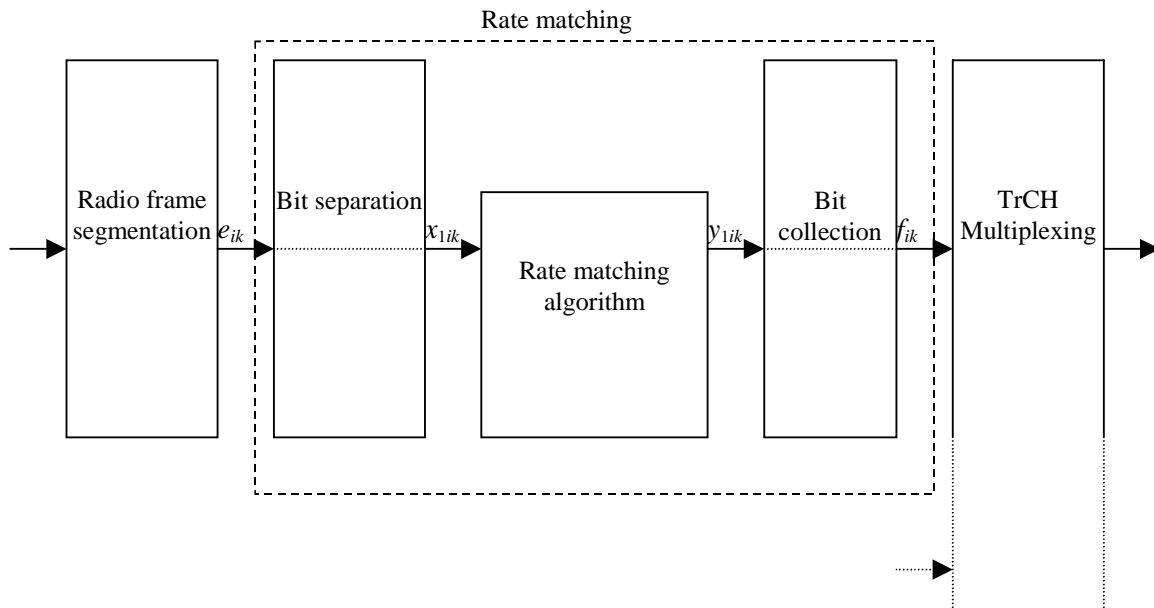 Rate matching
Radio frame
segmentation
e_ik
Bit separation
x_1ik
Rate matching
algorithm
y_1ik
Bit
collection
f_ik
TrCH
Multiplexing